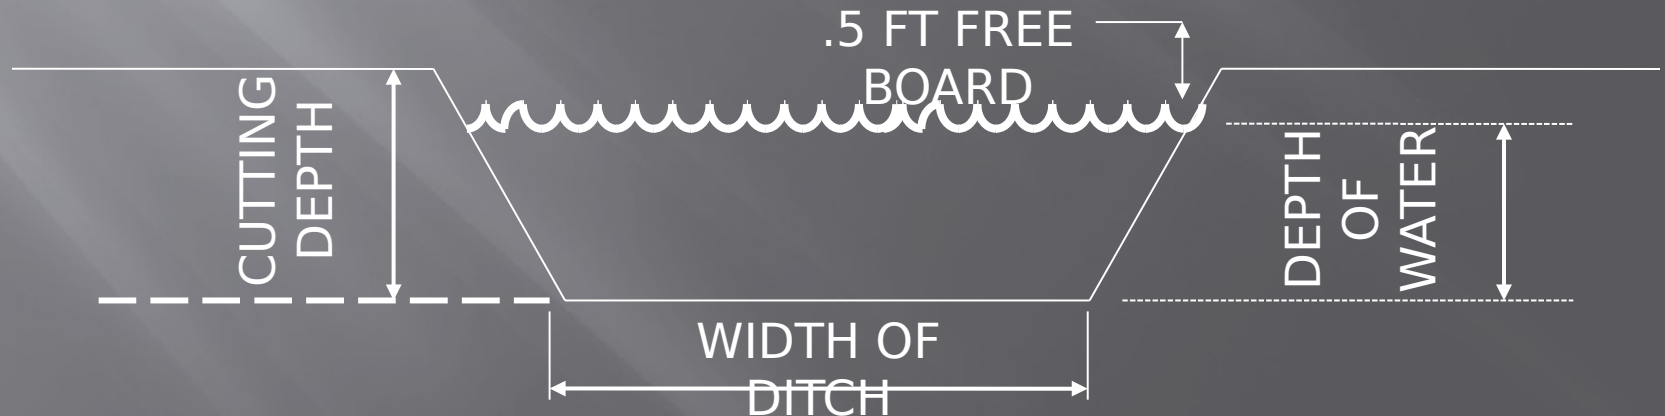 .5 FT FREE
BOARD
CUTTING
DEPTH
DEPTH
OF
WATER
WIDTH OF
DITCH